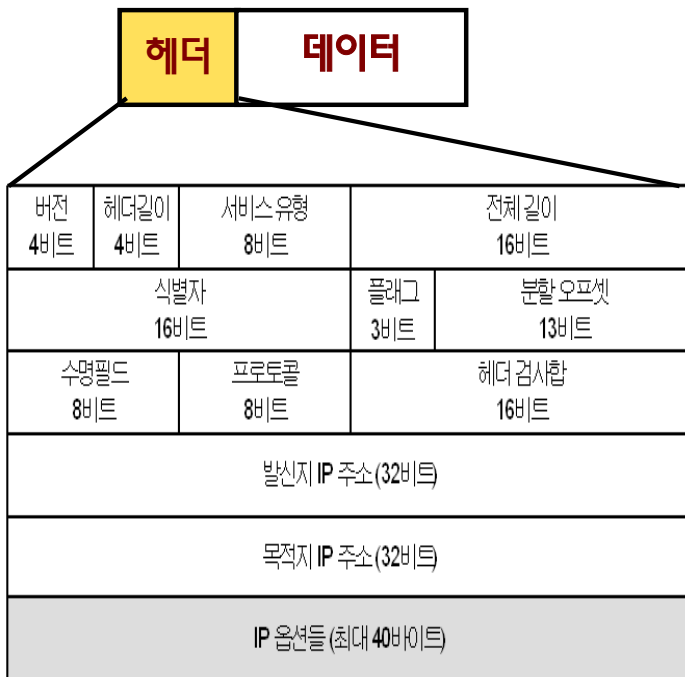 헤더
데이터
버전
4비트
헤더길이
4비트
서비스 유형
8비트
전체 길이
16비트
식별자
16비트
플래그
3비트
분할 오프셋
13비트
수명필드
8비트
프로토콜
8비트
헤더 검사합
16비트
발신지 IP 주소 (32비트)
목적지 IP 주소 (32비트)
IP 옵션들 (최대 40바이트)